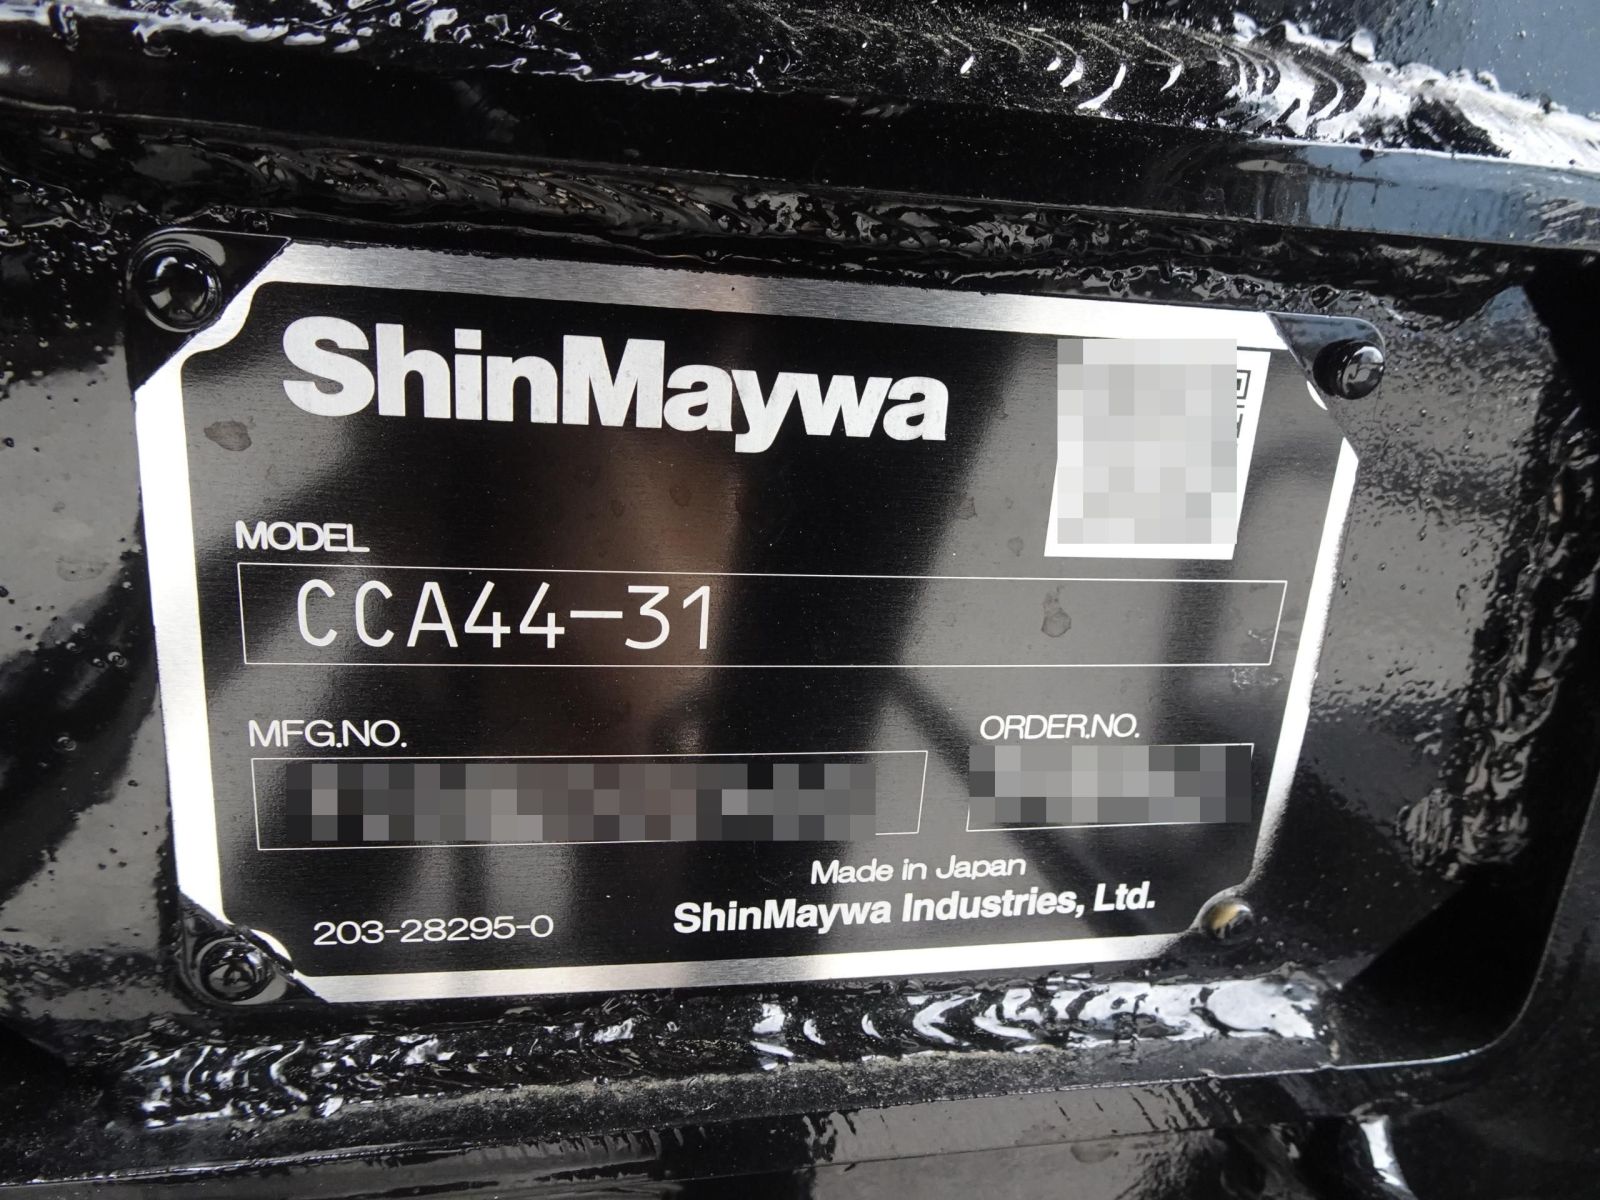 ShinMaywa
MODEL
CCA44-31
MFG.NO.
ORDER.NO.
Made in Japan
203-28295-0
ShinMaywa Industries, Ltd.